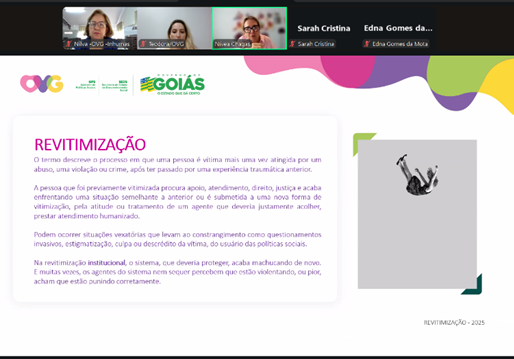 Sarah Cristina
Edna Gomes da...
Nilva -OVG -Inhumas
Teodora/OVG
Nívea Chagas
Sarah Cristina
Edna Gomes da Mota
OVG
GOVERNO DE
GOIÁS
O ESTADO QUE DÁ CERTO
REVITIMIZAÇÃO
O termo descreve o processo em que uma pessoa é vítima mais uma vez atingida por um
abuso, uma violação ou crime, após ter passado por uma experiência traumática anterior.
A pessoa que foi previamente vitimizada procura apoio, atendimento, direito, justiça e acaba
enfrentando uma situação semelhante a anterior ou é submetida a uma nova forma de
vitimização, pela atitude ou tratamento de um agente que deveria justamente acolher,
prestar atendimento humanizado.
Podem ocorrer situações vexatórias que levam ao constrangimento como questionamentos
invasivos, estigmatização, culpa ou descrédito da vítima, do usuário das políticas sociais.
Na revitimização institucional, o sistema, que deveria proteger, acaba machucando de novo.
E muitas vezes, os agentes do sistema nem sequer percebem que estão violentando, ou pior,
acham que estão punindo corretamente.
REVITIMIZAÇÃO - 2025